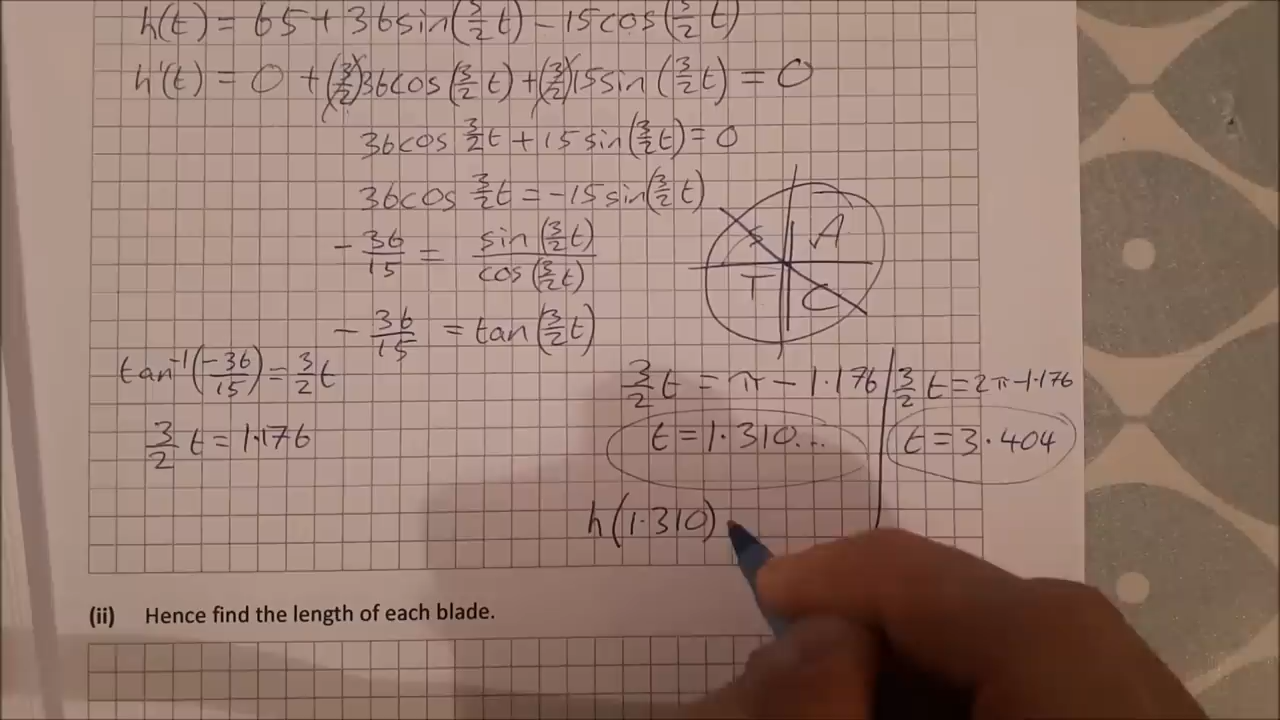 h(t) = 65 + 36sin(3/2 t) − 15cos(3/2 t)
h'(t) = 0 + (3/2)36cos(3/2 t) + (3/2)15sin(3/2 t) = 0
36cos 3/2 t + 15sin(3/2 t) = 0
36cos 3/2 t = −15sin(3/2 t)
S A
T C
− 36/15 = sin(3/2 t)/cos(3/2 t)
− 36/15 = tan(3/2 t)
tan⁻¹(−36/15) = 3/2 t
3/2 t = 1.176
3/2 t = π − 1.176
t = 1.310...
3/2 t = 2π − 1.176
t = 3.404
h(1.310)
(ii) Hence find the length of each blade.